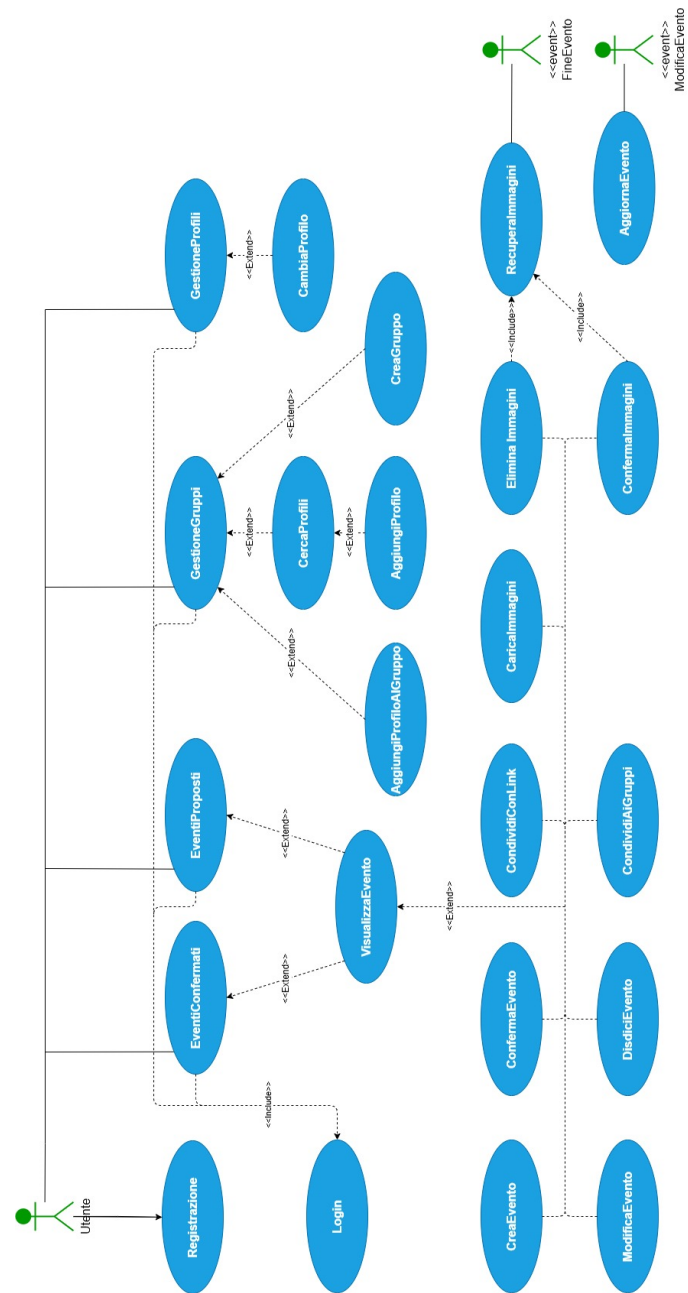 Utente
Registrazione
EventiConfermati
EventiProposti
GestioneGruppi
GestioneProfili
<<Extend>>
<<Extend>>
<<Include>>
<<Extend>>
<<Extend>>
<<Extend>>
<<Extend>>
Login
CercaProfili
CambiaProfilo
<<Extend>>
VisualizzaEvento
AggiungiProfiloAlGruppo
AggiungiProfilo
CreaGruppo
<<Extend>>
CreaEvento
ConfermaEvento
CondividiConLink
CaricaImmagini
Elimina Immagini
<<Include>>
RecuperaImmagini
<<event>>
FineEvento
<<Include>>
ModificaEvento
DisdiciEvento
CondividiAiGruppi
ConfermaImmagini
AggiornaEvento
<<event>>
ModificaEvento